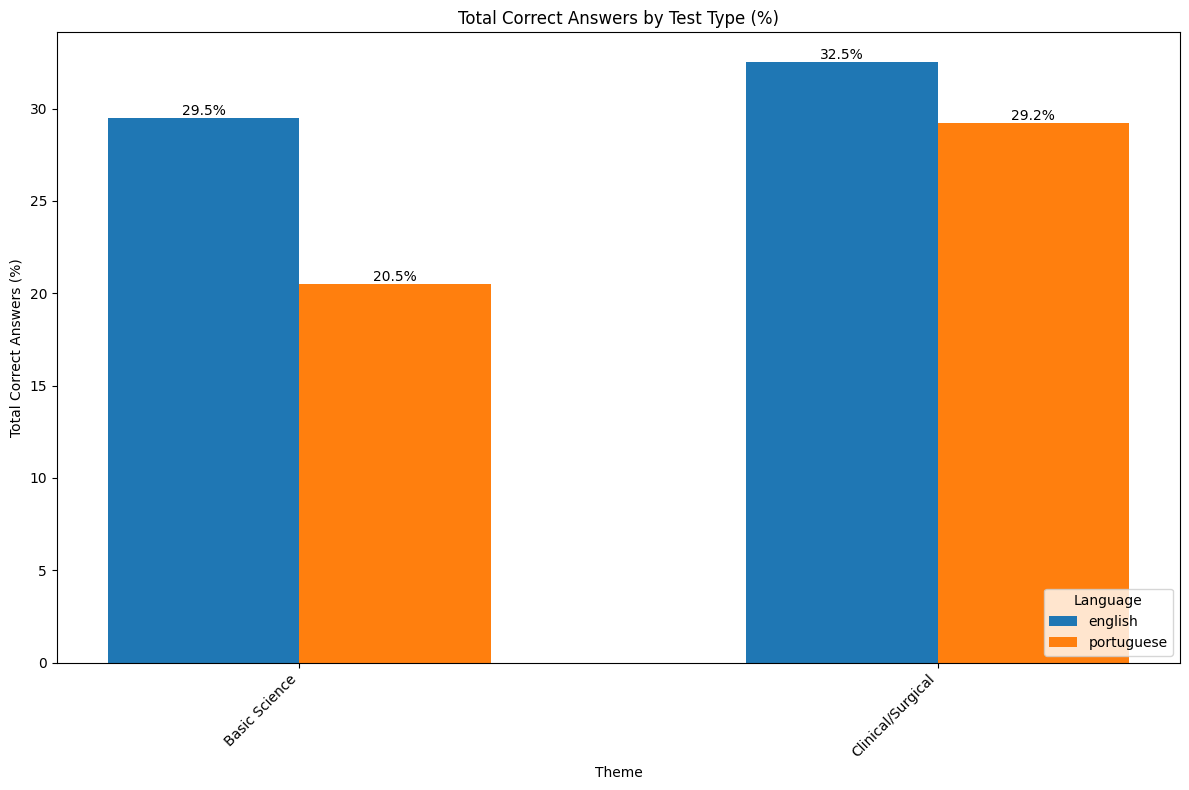 Total Correct Answers by Test Type (%)
Total Correct Answers (%)
30
25
20
15
10
5
0
29.5%
20.5%
32.5%
29.2%
Language
english
portuguese
Basic Science
Clinical/Surgical
Theme